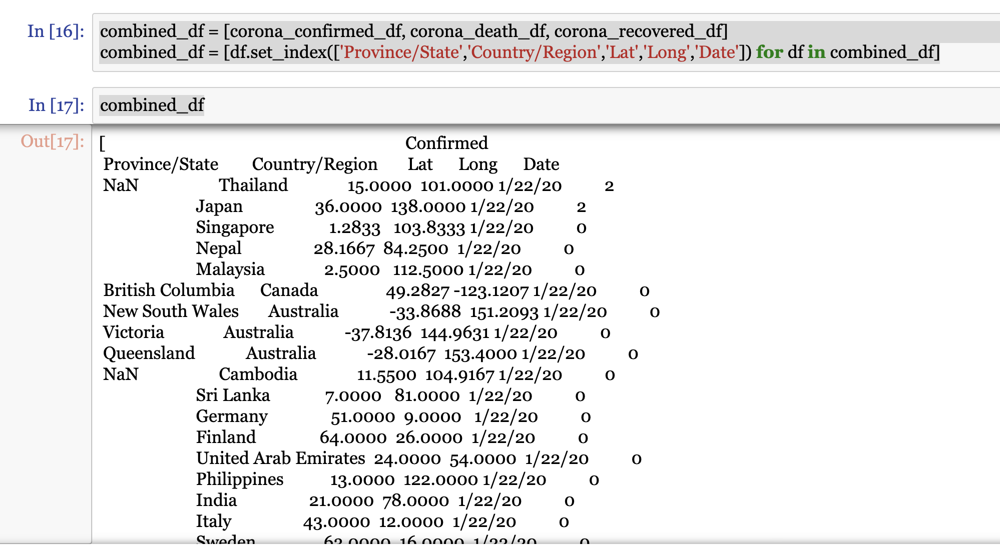 In [16]: combined_df = [corona_confirmed_df, corona_death_df, corona_recovered_df]
combined_df = [df.set_index(['Province/State','Country/Region','Lat','Long','Date']) for df in combined_df]
In [17]: combined_df
Out[17]: [ Confirmed
Province/State Country/Region Lat Long Date
NaN Thailand 15.0000 101.0000 1/22/20 2
Japan 36.0000 138.0000 1/22/20 2
Singapore 1.2833 103.8333 1/22/20 0
Nepal 28.1667 84.2500 1/22/20 0
Malaysia 2.5000 112.5000 1/22/20 0
British Columbia Canada 49.2827 -123.1207 1/22/20 0
New South Wales Australia -33.8688 151.2093 1/22/20 0
Victoria Australia -37.8136 144.9631 1/22/20 0
Queensland Australia -28.0167 153.4000 1/22/20 0
NaN Cambodia 11.5500 104.9167 1/22/20 0
Sri Lanka 7.0000 81.0000 1/22/20 0
Germany 51.0000 9.0000 1/22/20 0
Finland 64.0000 26.0000 1/22/20 0
United Arab Emirates 24.0000 54.0000 1/22/20 0
Philippines 13.0000 122.0000 1/22/20 0
India 21.0000 78.0000 1/22/20 0
Italy 43.0000 12.0000 1/22/20 0
Sweden 63.0000 16.0000 1/22/20 0